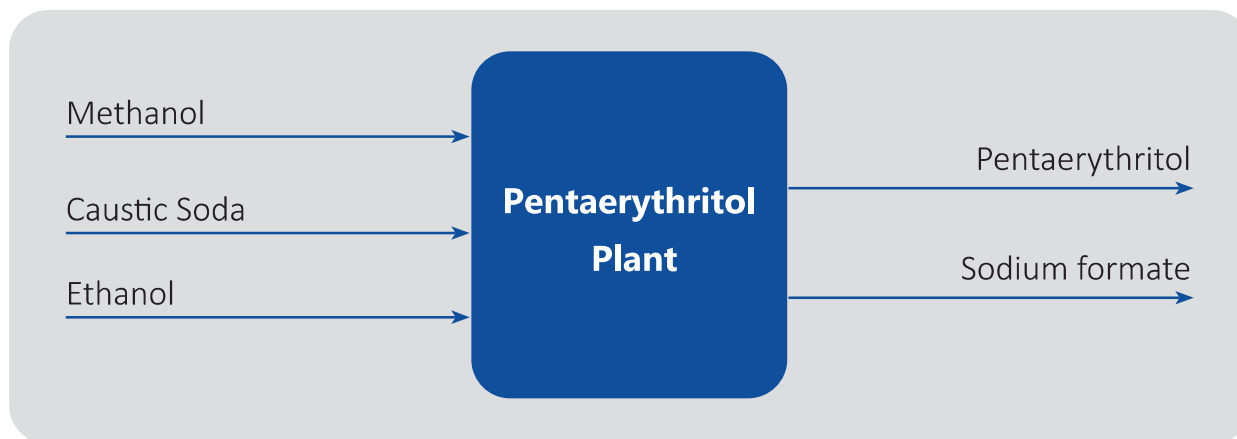 Methanol
Caustic Soda
Ethanol
Pentaerythritol
Plant
Pentaerythritol
Sodium formate